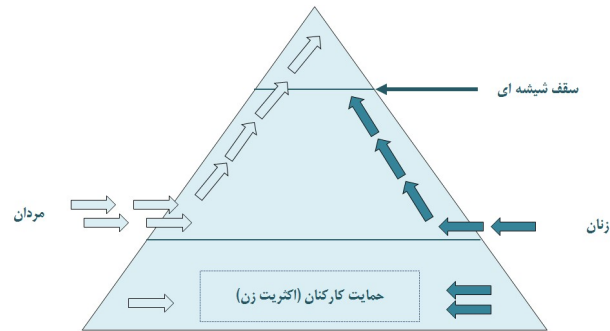 سقف شیشه ای
مردان
زنان
حمایت کارکنان (اکثریت زن)